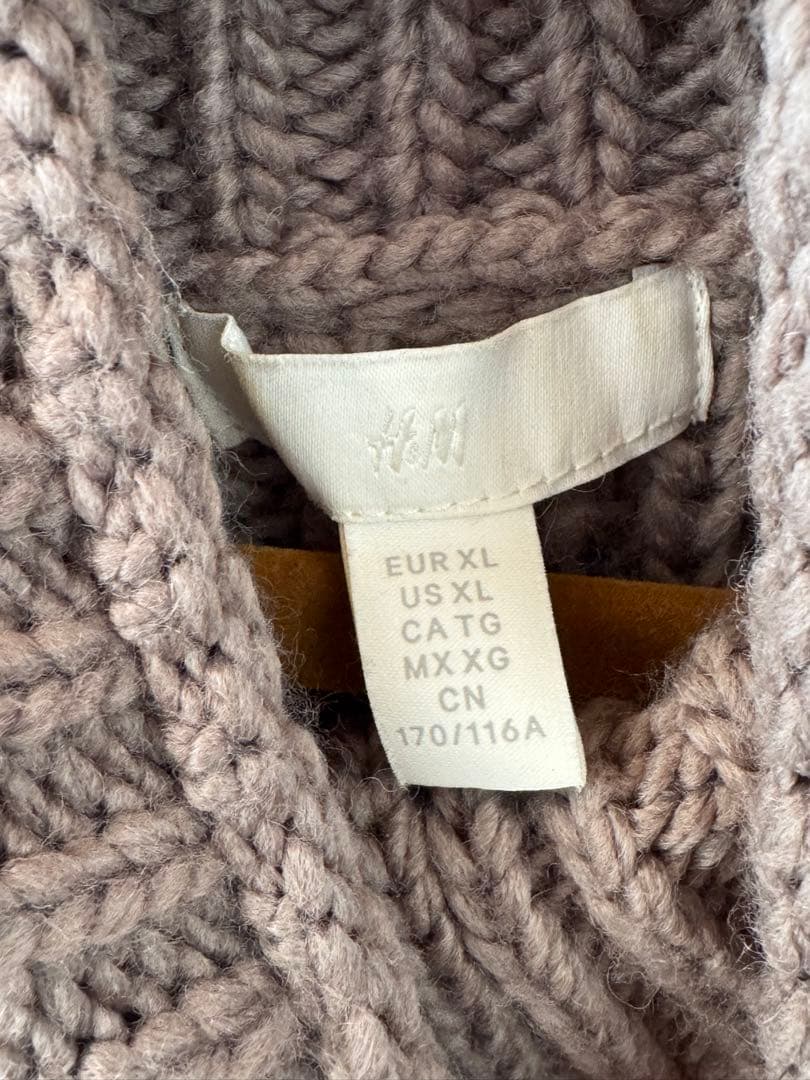 H&M
EUR XL
US XL
CA TG
MX XG
CN
170/116A